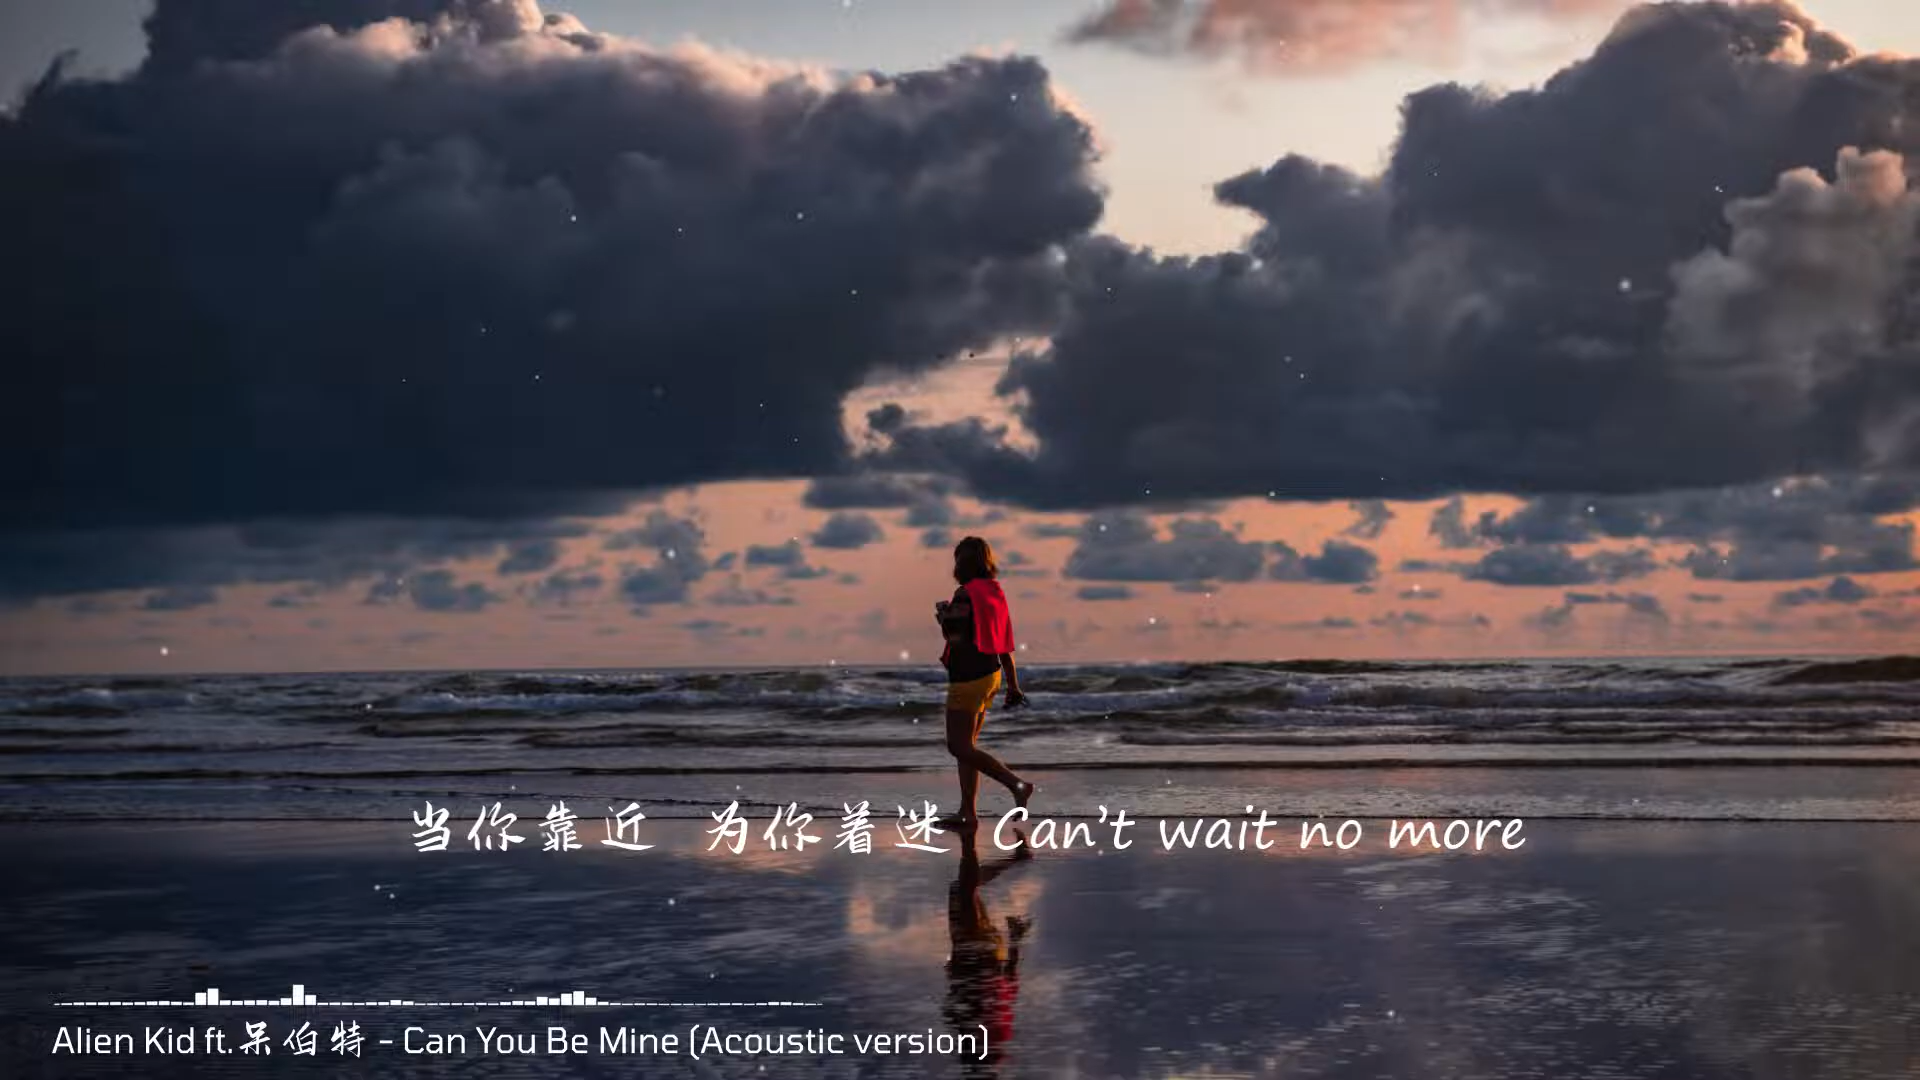 当你靠近 为你着迷 Can't wait no more
Alien Kid ft.呆伯特 - Can You Be Mine (Acoustic version)